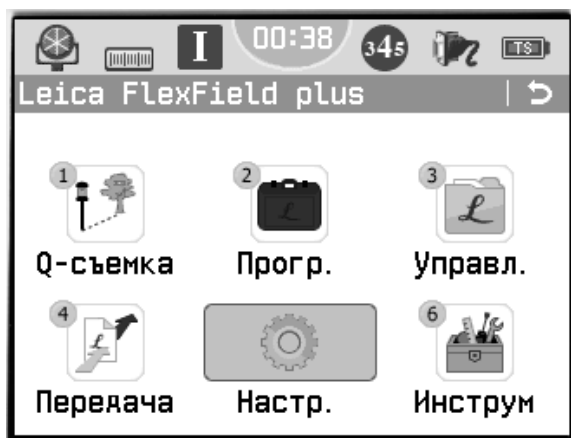 I 00:38 345 TS
Leica FlexField plus
1 2 3
Q-съемка Прогр. Управл.
4 6
Передача Настр. Инструм